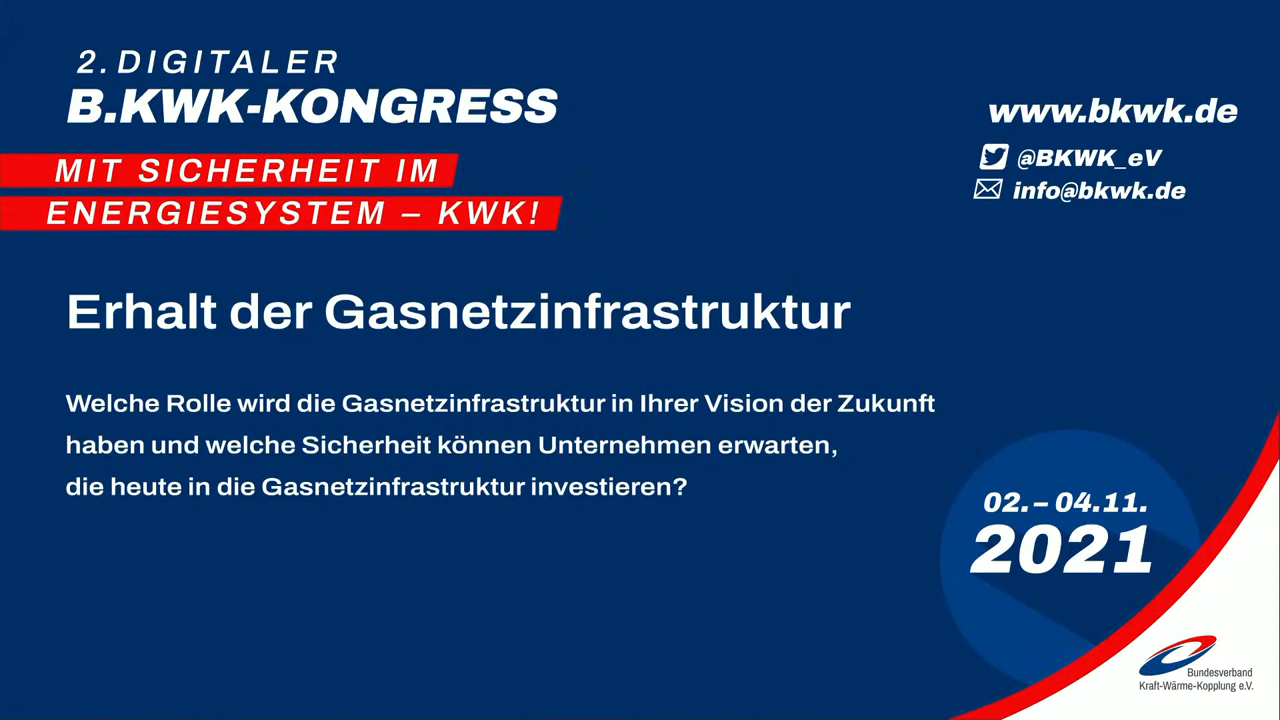 2. DIGITALER
B.KWK-KONGRESS
MIT SICHERHEIT IM
ENERGIESYSTEM – KWK!
www.bkwk.de
@BKWK_eV
info@bkwk.de
Erhalt der Gasnetzinfrastruktur
Welche Rolle wird die Gasnetzinfrastruktur in Ihrer Vision der Zukunft
haben und welche Sicherheit können Unternehmen erwarten,
die heute in die Gasnetzinfrastruktur investieren?
02. – 04.11.
2021
Bundesverband
Kraft-Wärme-Kopplung e.V.